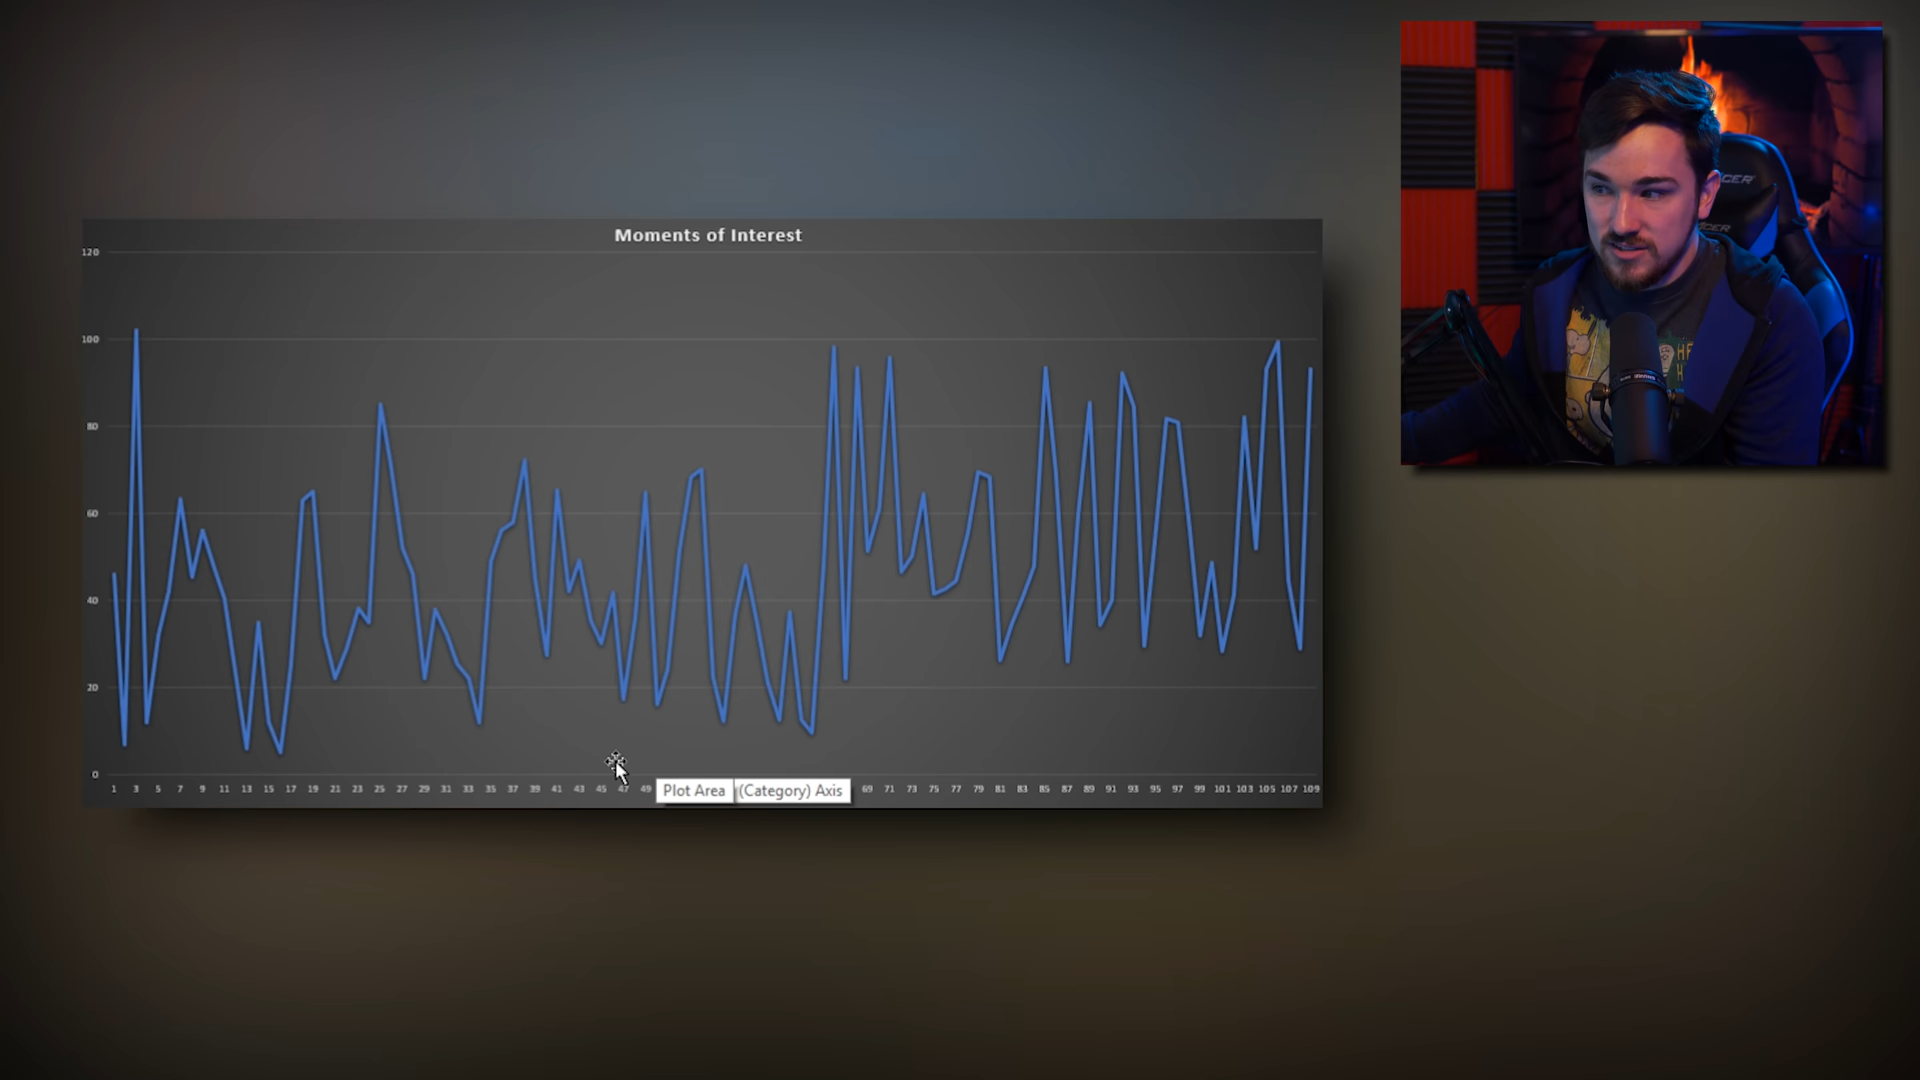 Moments of Interest
120
100
80
60
40
20
0
1 3 5 7 9 11 13 15 17 19 21 23 25 27 29 31 33 35 37 39 41 43 45 47 49 69 71 73 75 77 79 81 83 85 87 89 91 93 95 97 99 101 103 105 107 109
Plot Area (Category) Axis
CER
CER